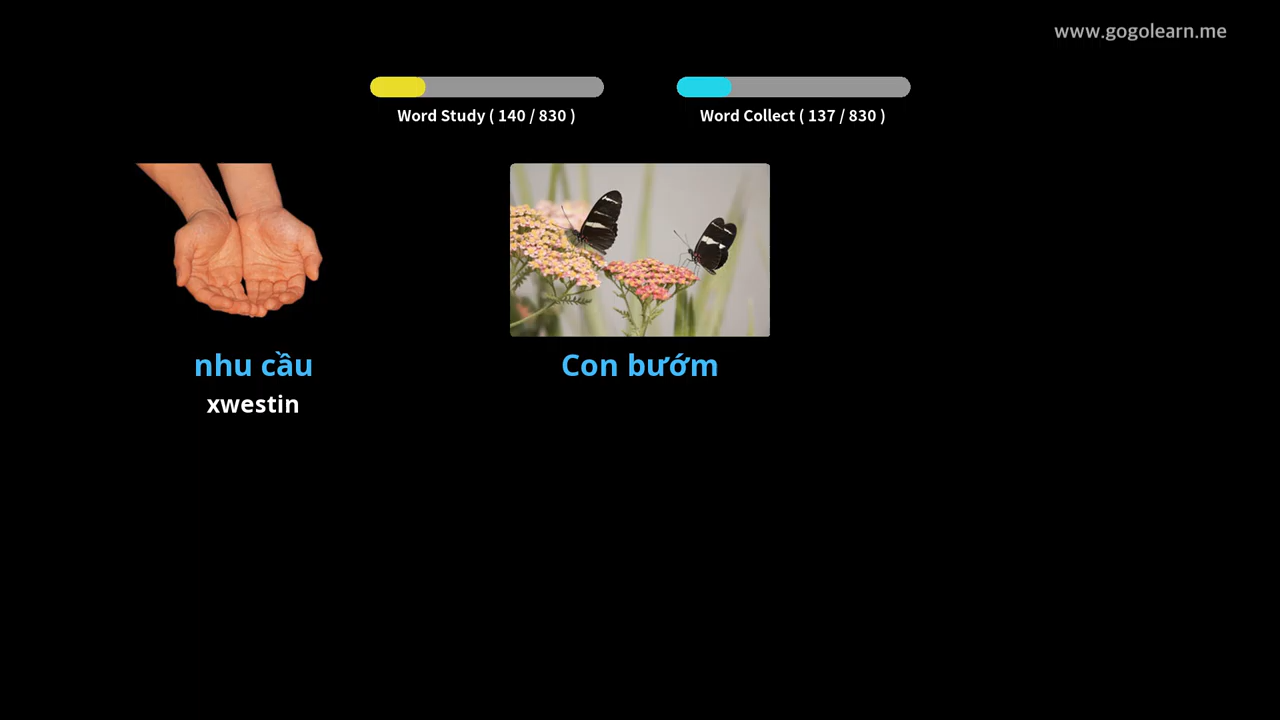 www.gogolearn.me
Word Study ( 140 / 830 )
Word Collect ( 137 / 830 )
nhu cầu
xwestin
Con bướm